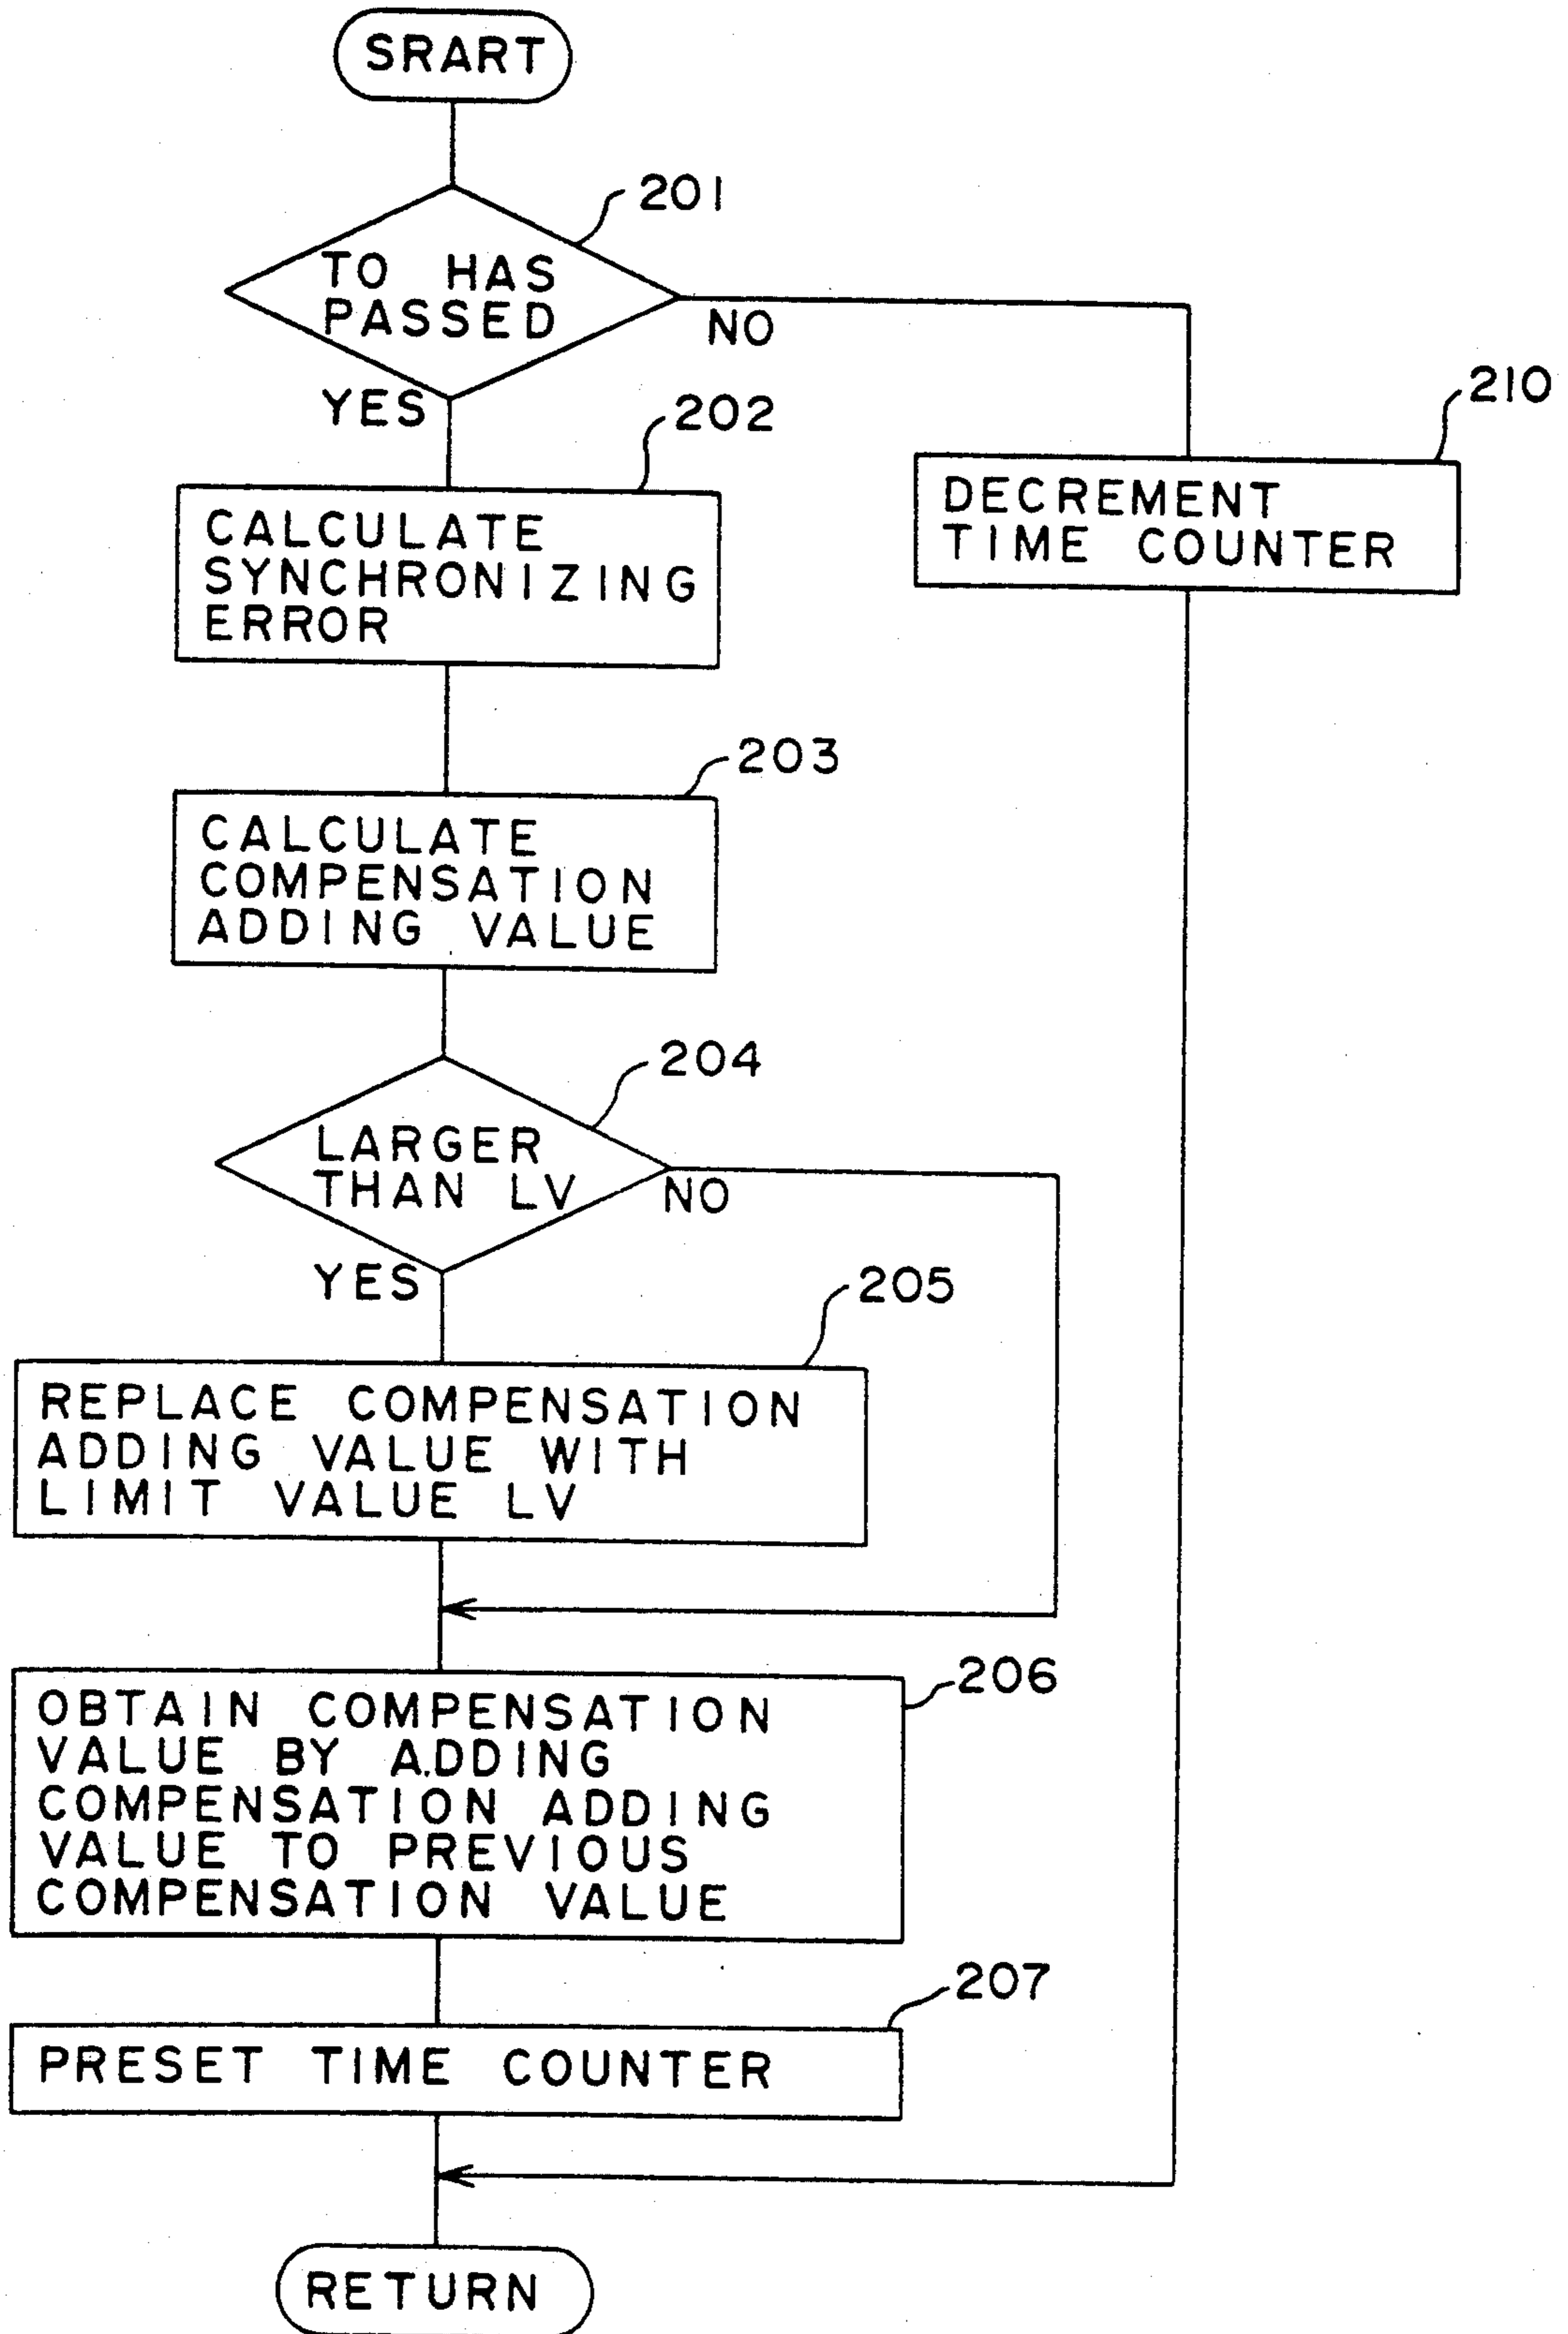 SRART
201
TO HAS
PASSED
NO
YES
202
210
CALCULATE
SYNCHRONIZING
ERROR
DECREMENT
TIME COUNTER
203
CALCULATE
COMPENSATION
ADDING VALUE
204
LARGER
THAN LV
NO
YES
205
REPLACE COMPENSATION
ADDING VALUE WITH
LIMIT VALUE LV
206
OBTAIN COMPENSATION
VALUE BY ADDING
COMPENSATION ADDING
VALUE TO PREVIOUS
COMPENSATION VALUE
207
PRESET TIME COUNTER
RETURN